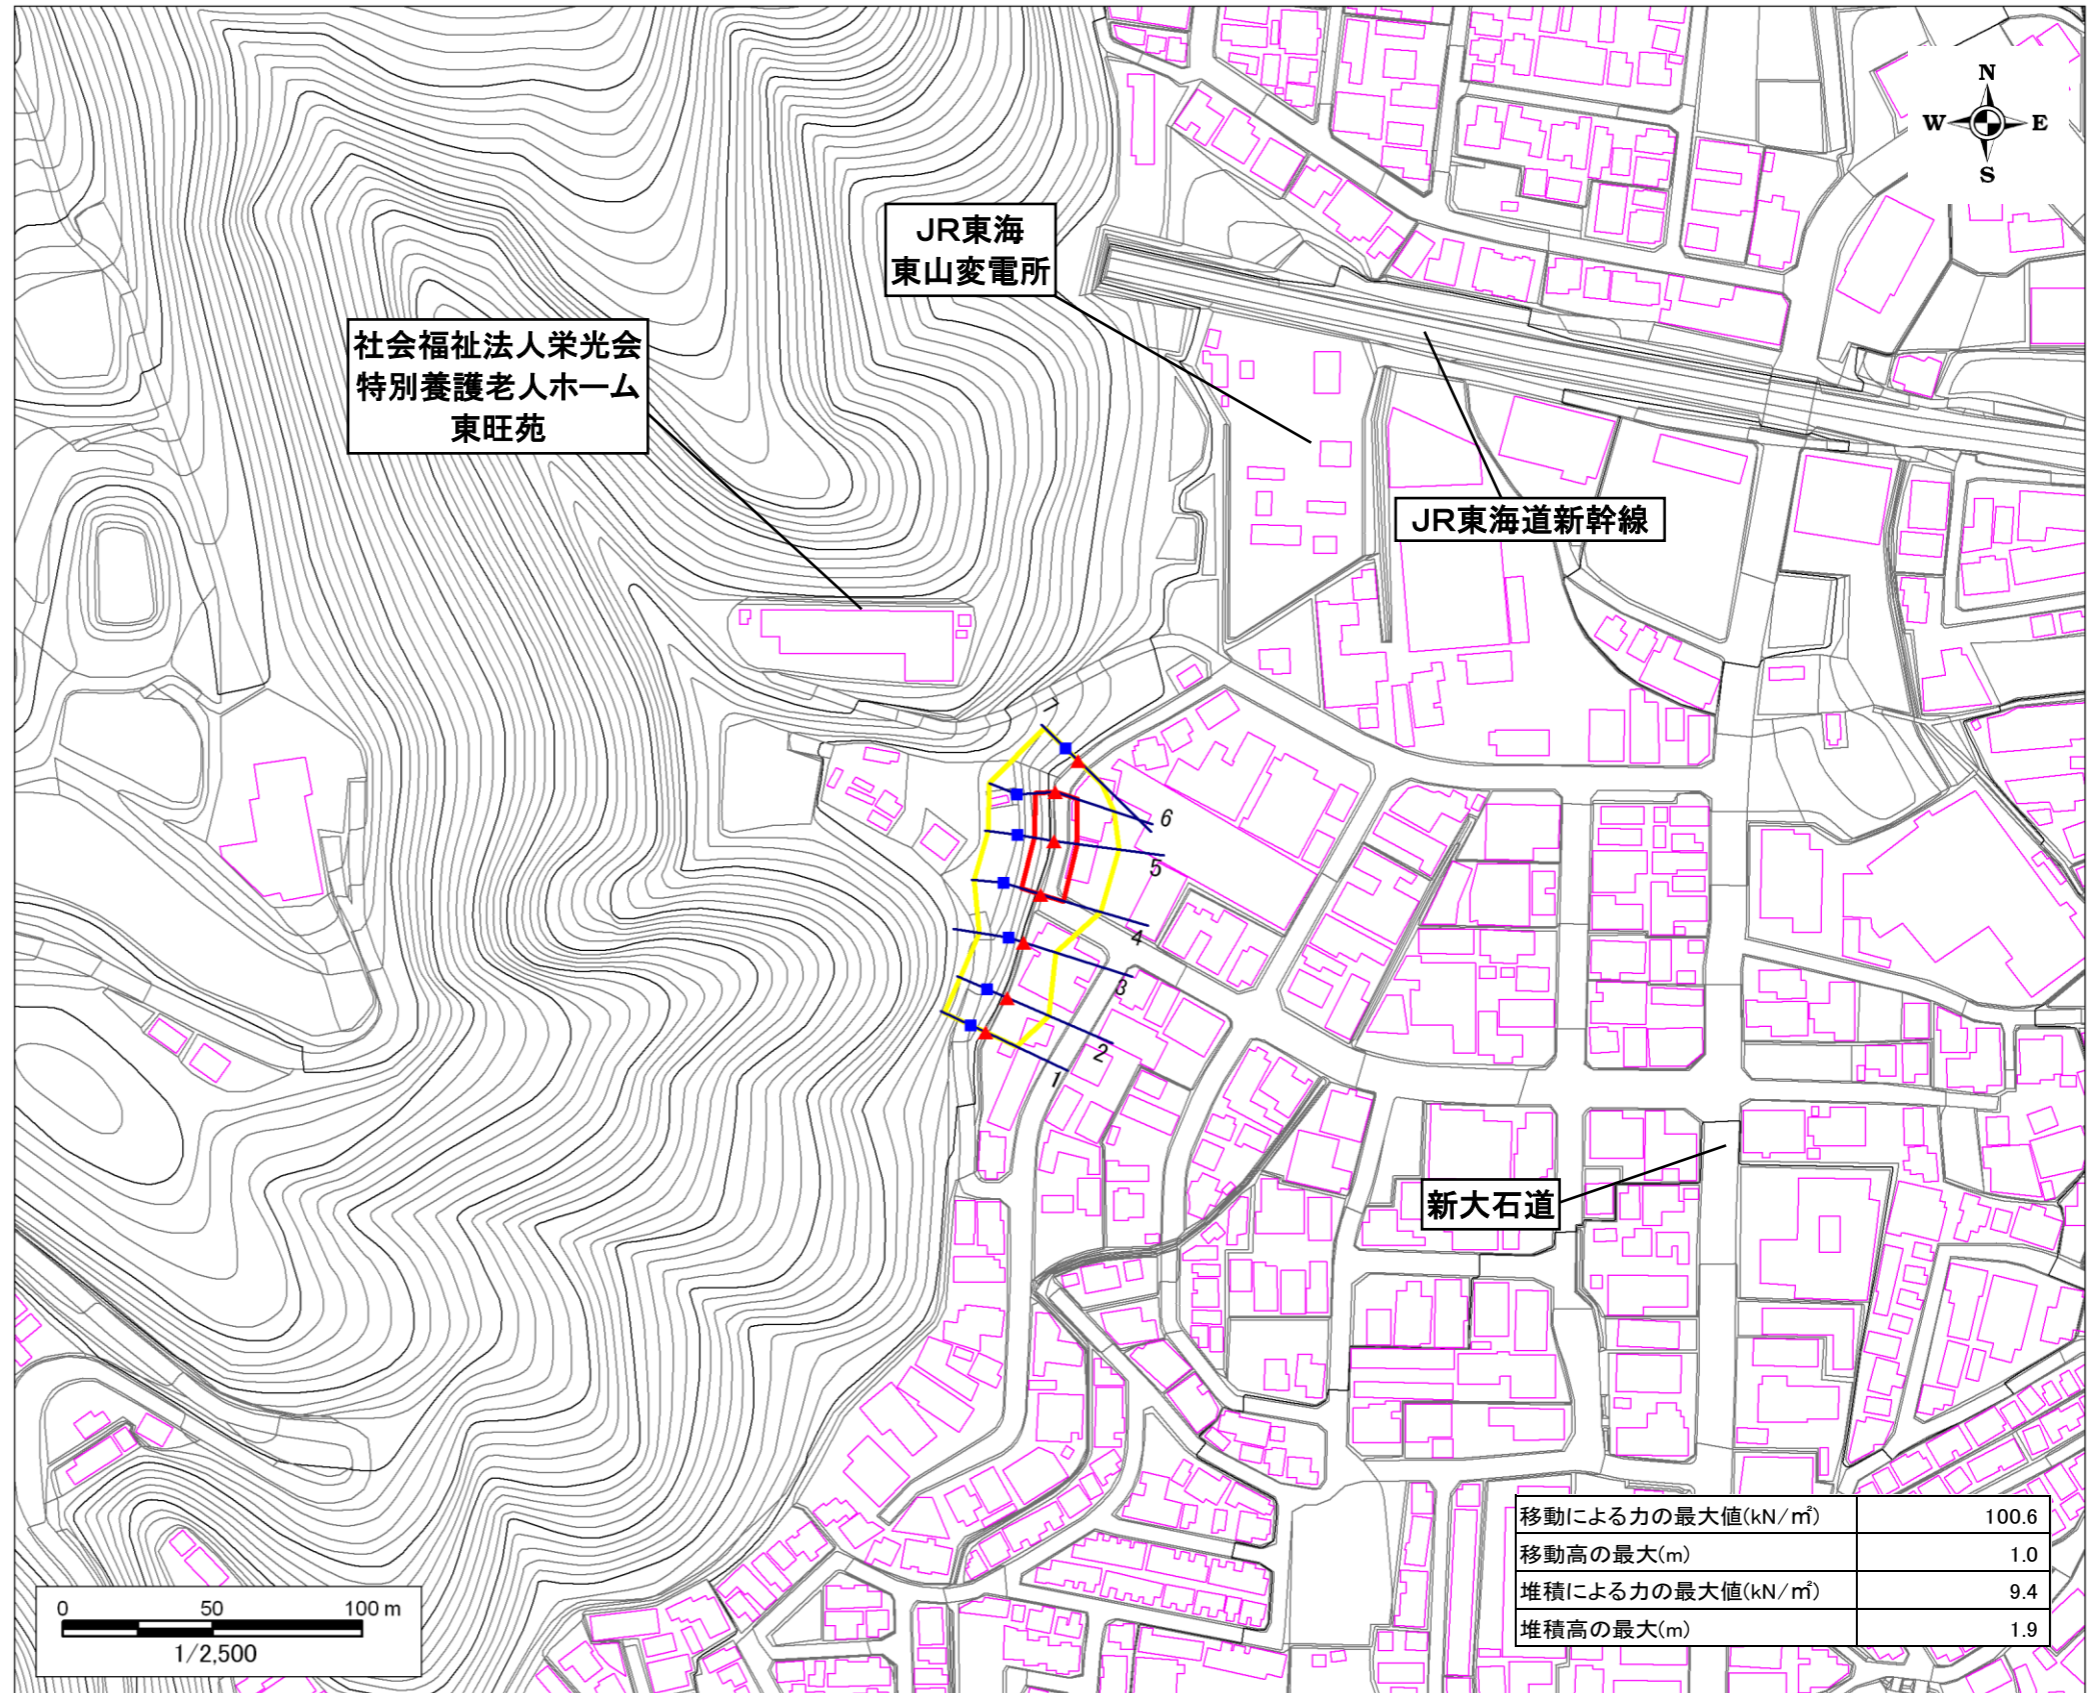 N
W E
S
JR東海
東山変電所
社会福祉法人栄光会
特別養護老人ホーム
東旺苑
JR東海道新幹線
7
6
5
4
3
2
1
新大石道
移動による力の最大値(kN/㎡) 100.6
移動高の最大(m) 1.0
堆積による力の最大値(kN/㎡) 9.4
堆積高の最大(m) 1.9
0 50 100 m
1/2,500